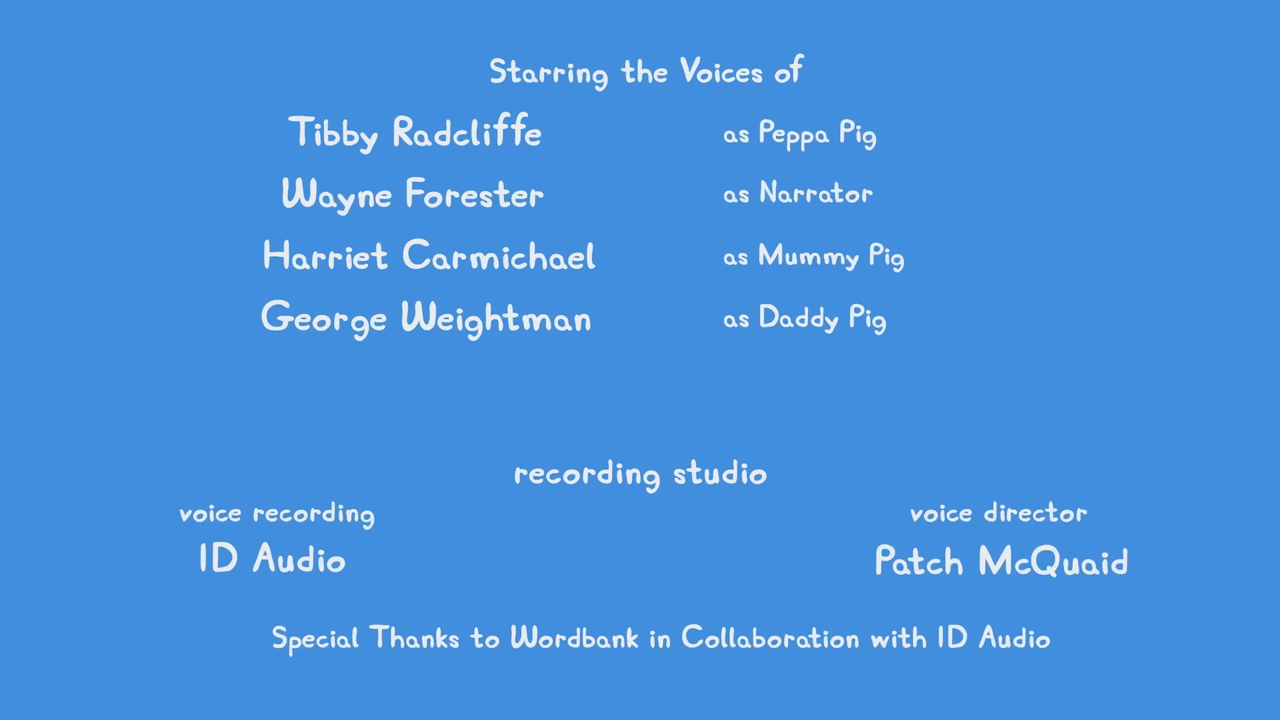 Starring the Voices of
Tibby Radcliffe as Peppa Pig
Wayne Forester as Narrator
Harriet Carmichael as Mummy Pig
George Weightman as Daddy Pig
recording studio
voice recording voice director
ID Audio Patch McQuaid
Special Thanks to Wordbank in Collaboration with ID Audio